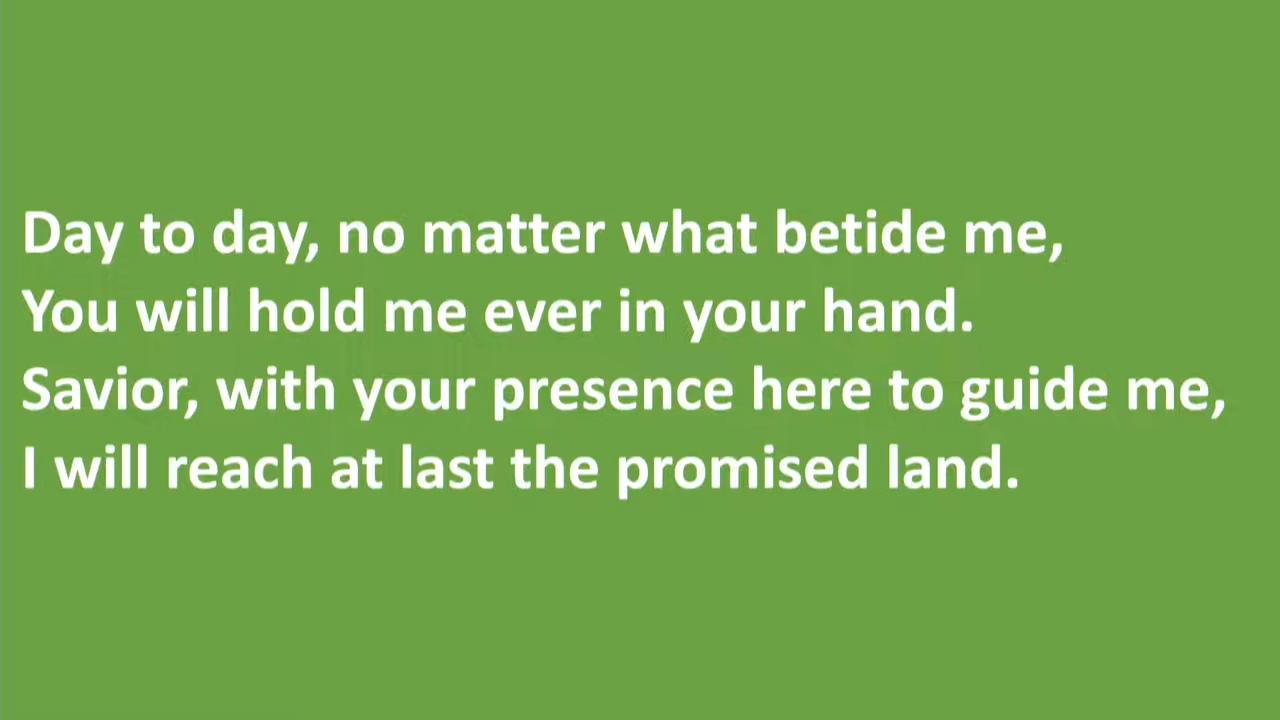 Day to day, no matter what betide me,
You will hold me ever in your hand.
Savior, with your presence here to guide me,
I will reach at last the promised land.